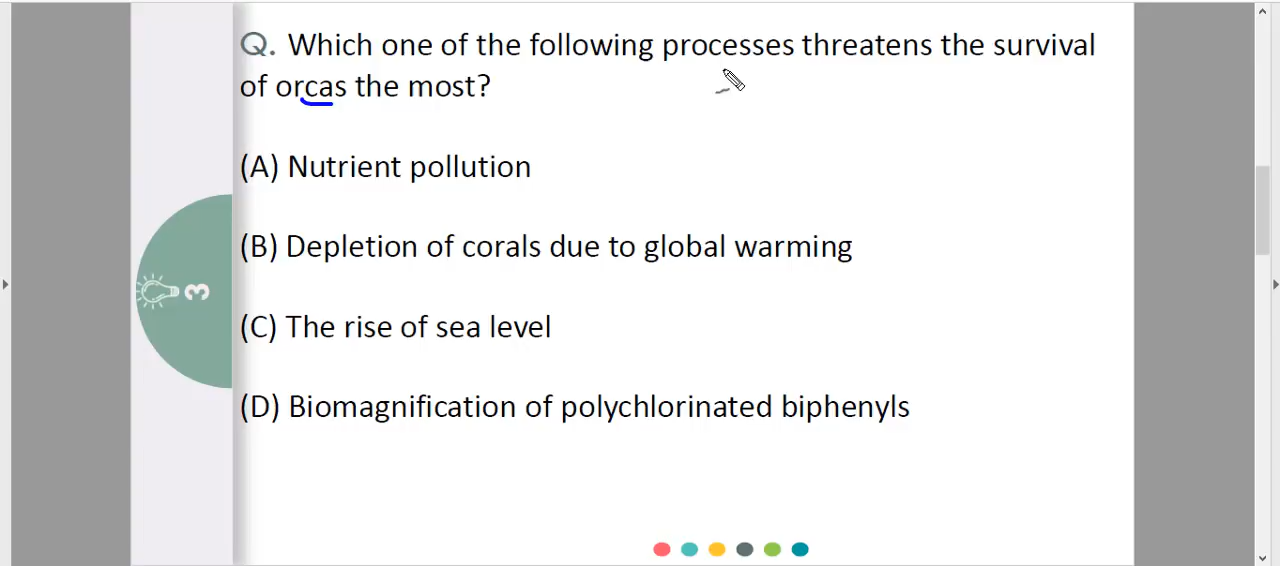 Q. Which one of the following processes threatens the survival
of orcas the most?
(A) Nutrient pollution
(B) Depletion of corals due to global warming
3
(C) The rise of sea level
(D) Biomagnification of polychlorinated biphenyls